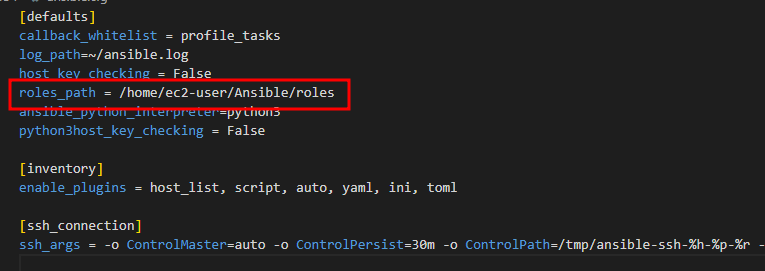 [defaults]
callback_whitelist = profile_tasks
log_path=~/ansible.log
host_key_checking = False
roles_path = /home/ec2-user/Ansible/roles
ansible_python_interpreter=python3
python3host_key_checking = False
[inventory]
enable_plugins = host_list, script, auto, yaml, ini, toml
[ssh_connection]
ssh_args = -o ControlMaster=auto -o ControlPersist=30m -o ControlPath=/tmp/ansible-ssh-%h-%p-%r -